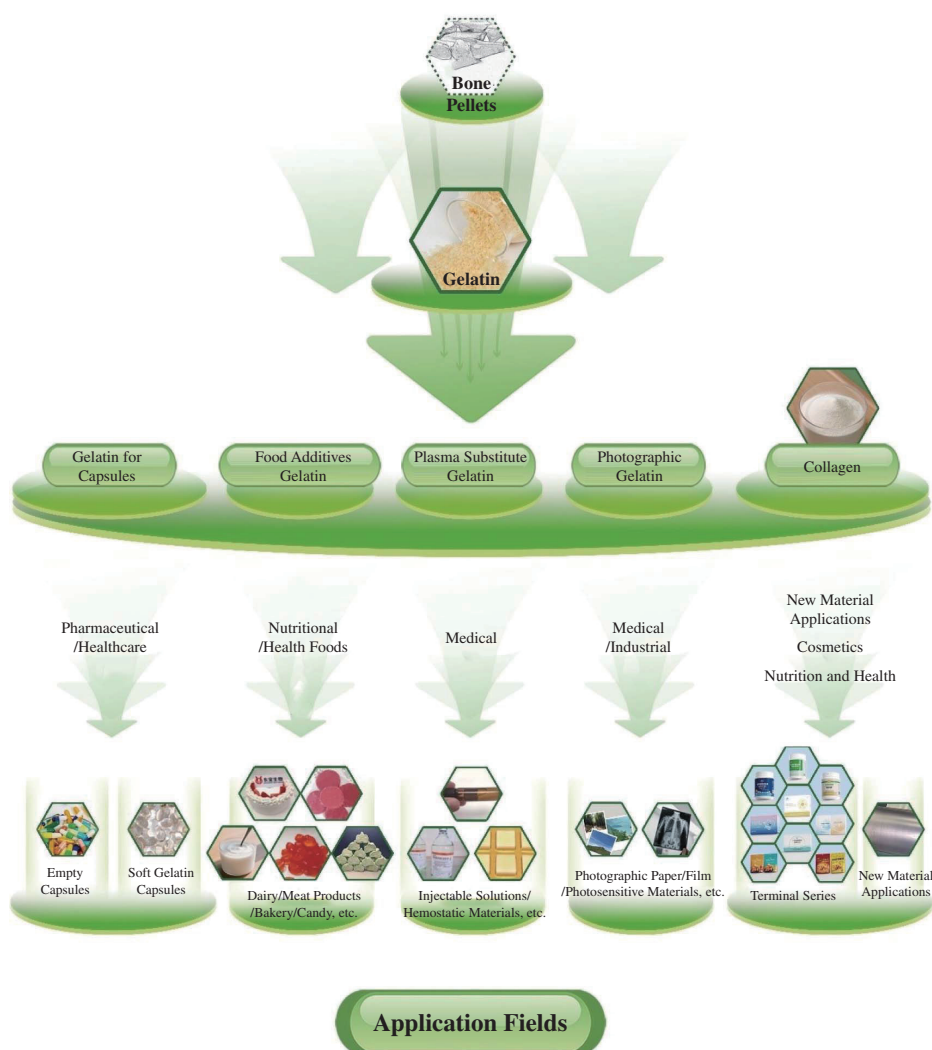 Bone
Pellets
Gelatin
Gelatin for
Capsules
Food Additives
Gelatin
Plasma Substitute
Gelatin
Photographic
Gelatin
Collagen
Pharmaceutical
/Healthcare
Nutritional
/Health Foods
Medical
Medical
/Industrial
New Material
Applications
Cosmetics
Nutrition and Health
Empty
Capsules
Soft Gelatin
Capsules
Dairy/Meat Products
/Bakery/Candy, etc.
Injectable Solutions/
Hemostatic Materials, etc.
Photographic Paper/Film
/Photosensitive Materials, etc.
Terminal Series
New Material
Applications
Application Fields